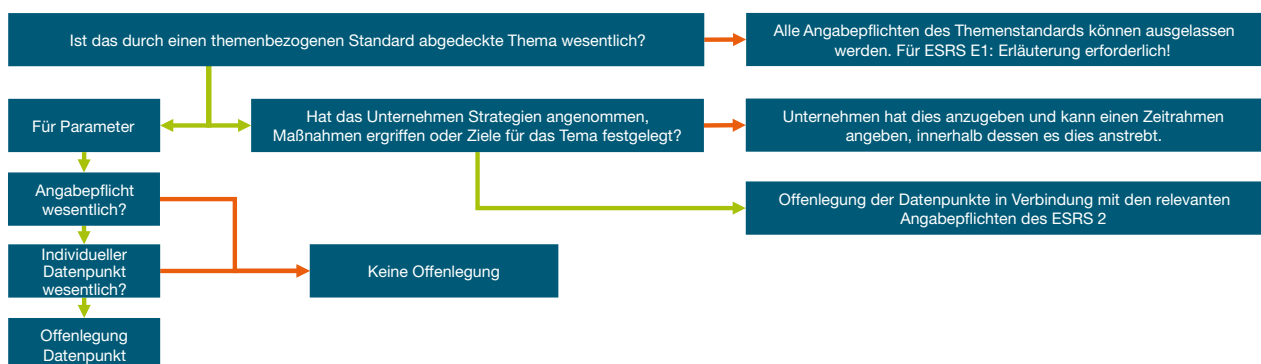 Ist das durch einen themenbezogenen Standard abgedeckte Thema wesentlich?
Alle Angabepflichten des Themenstandards können ausgelassen
werden. Für ESRS E1: Erläuterung erforderlich!
Für Parameter
Hat das Unternehmen Strategien angenommen,
Maßnahmen ergriffen oder Ziele für das Tema festgelegt?
Unternehmen hat dies anzugeben und kann einen Zeitrahmen
angeben, innerhalb dessen es dies anstrebt.
Angabepflicht
wesentlich?
Offenlegung der Datenpunkte in Verbindung mit den relevanten
Angabepflichten des ESRS 2
Individueller
Datenpunkt
wesentlich?
Keine Offenlegung
Offenlegung
Datenpunkt